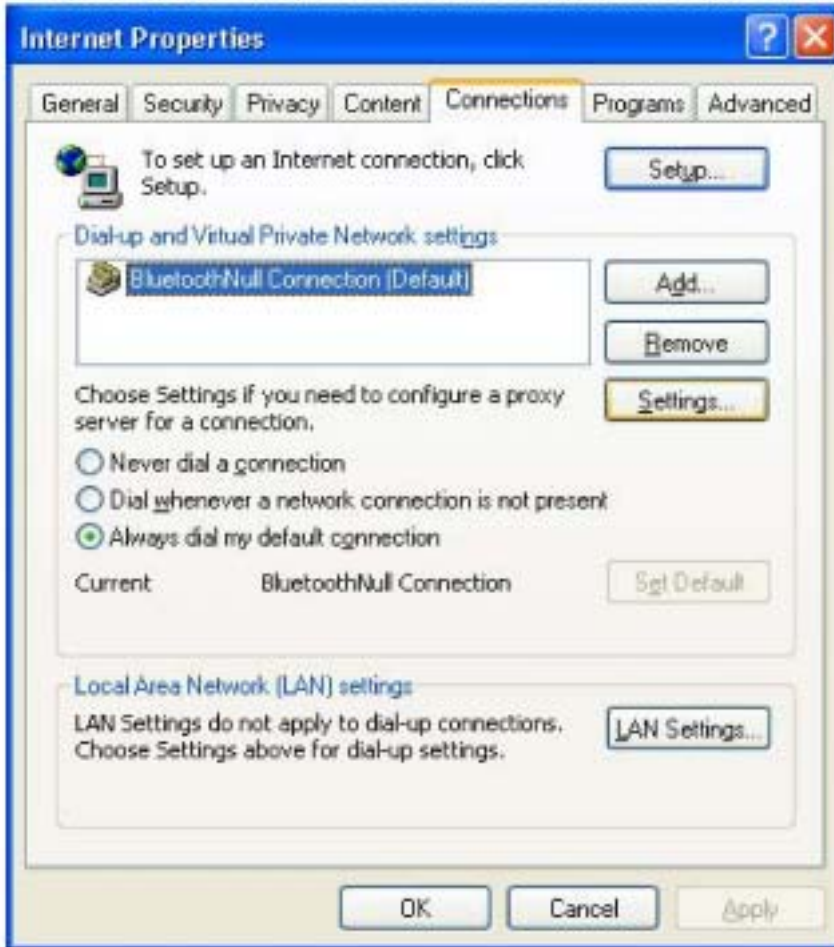 Internet Properties
General Security Privacy Content Connections Programs Advanced
To set up an Internet connection, click
Setup.
Setup...
Dial-up and Virtual Private Network settings
BluetoothNull Connection (Default)
Add...
Remove
Choose Settings if you need to configure a proxy
server for a connection.
Settings...
Never dial a connection
Dial whenever a network connection is not present
Always dial my default connection
Current BluetoothNull Connection Set Default
Local Area Network (LAN) settings
LAN Settings do not apply to dial-up connections.
Choose Settings above for dial-up settings.
LAN Settings...
OK Cancel Apply